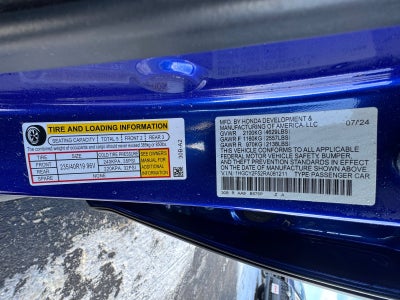 TIRE AND LOADING INFORMATION
SEATING CAPACITY TOTAL 5 FRONT 2 REAR 3
The combined weight of occupants and cargo should never exceed 385kg or 850lbs.
TIRE SIZE COLD TIRE PRESSURE
FRONT 235/40R19 96V
REAR
SPARE NONE
SEE OWNER'S MANUAL FOR ADDITIONAL INFORMATION
30B-A2
MFD. BY HONDA DEVELOPMENT & 07/24
MANUFACTURING OF AMERICA, LLC
GVWR 2100KG (4629LBS)
GAWR F 1160KG (2557LBS)
GAWR R 970KG (2138LBS)
THIS VEHICLE CONFORMS TO ALL APPLICABLE
FEDERAL MOTOR VEHICLE SAFETY, BUMPER,
AND THEFT PREVENTION STANDARDS IN EFFECT
ON THE DATE OF MANUFACTURE SHOWN ABOVE.
V.I.N.: 1HGCY2F52RA081211 TYPE: PASSENGER CAR